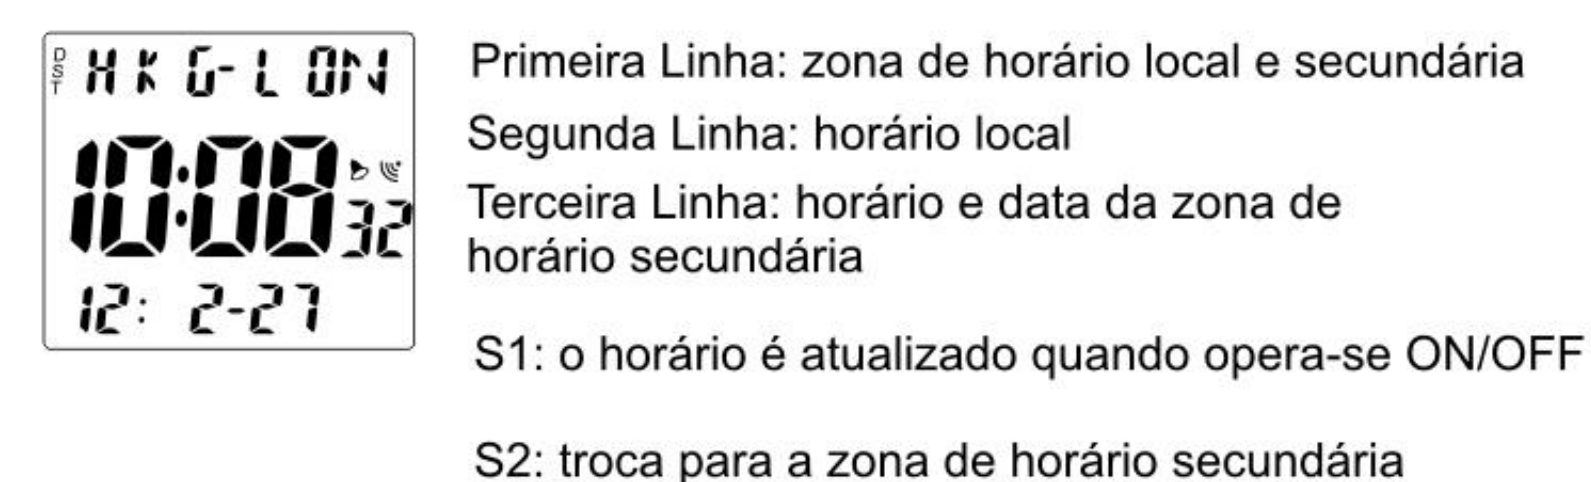 DST
HKG-LON
10:08 32
12: 2-27
Primeira Linha: zona de horário local e secundária
Segunda Linha: horário local
Terceira Linha: horário e data da zona de
horário secundária
S1: o horário é atualizado quando opera-se ON/OFF
S2: troca para a zona de horário secundária